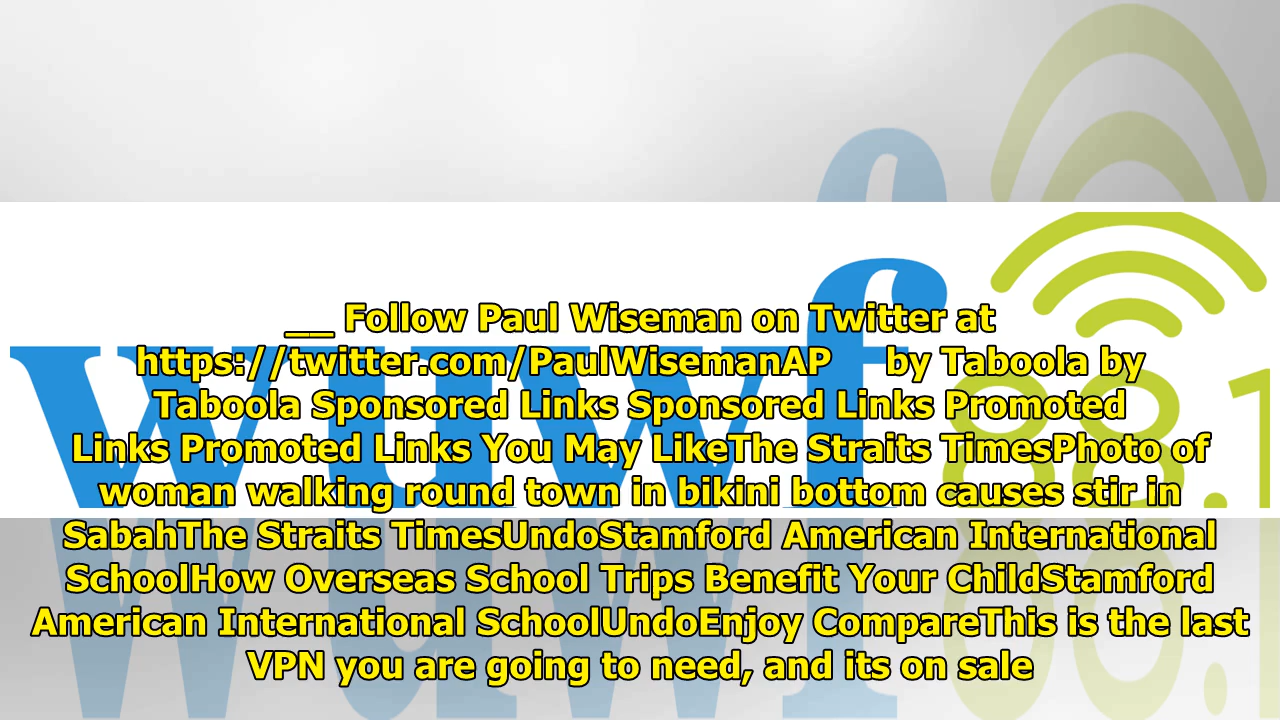 wuwf
88.1
__ Follow Paul Wiseman on Twitter at
https://twitter.com/PaulWisemanAP by Taboola by
Taboola Sponsored Links Sponsored Links Promoted
Links Promoted Links You May LikeThe Straits TimesPhoto of
woman walking round town in bikini bottom causes stir in
SabahThe Straits TimesUndoStamford American International
SchoolHow Overseas School Trips Benefit Your ChildStamford
American International SchoolUndoEnjoy CompareThis is the last
VPN you are going to need, and its on sale